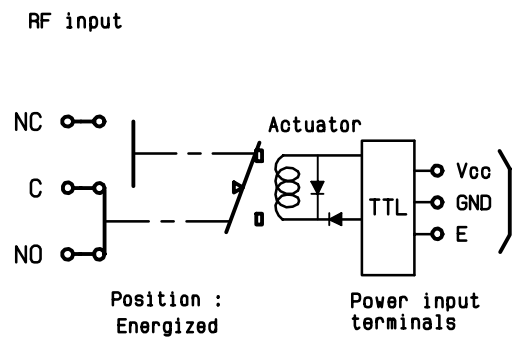 RF input
NC
Actuator
Vcc
C
TTL
GND
E
NO
Position :
Energized
Power input
terminals